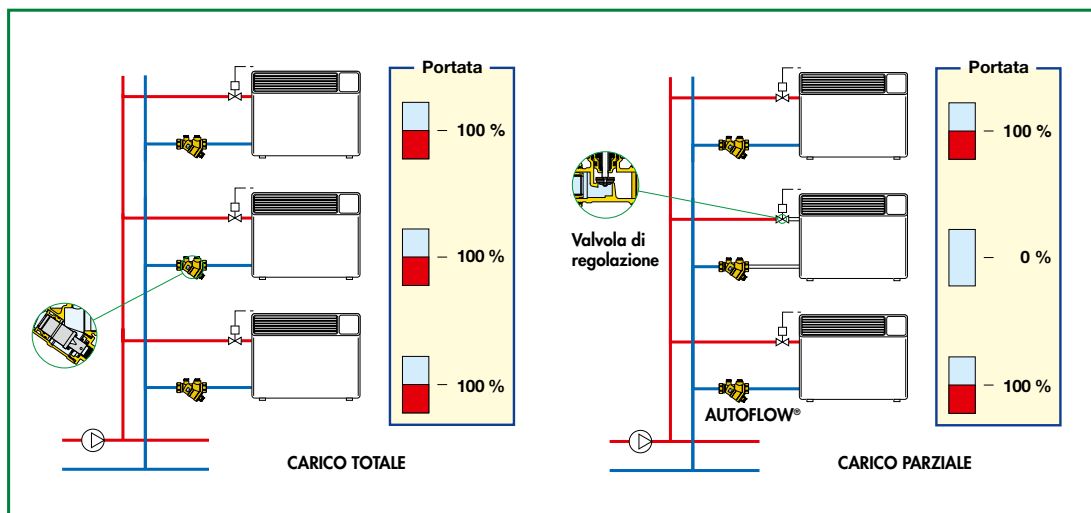 Portata
100 %
100 %
100 %
CARICO TOTALE
Portata
100 %
0 %
100 %
Valvola di
regolazione
AUTOFLOW®
CARICO PARZIALE